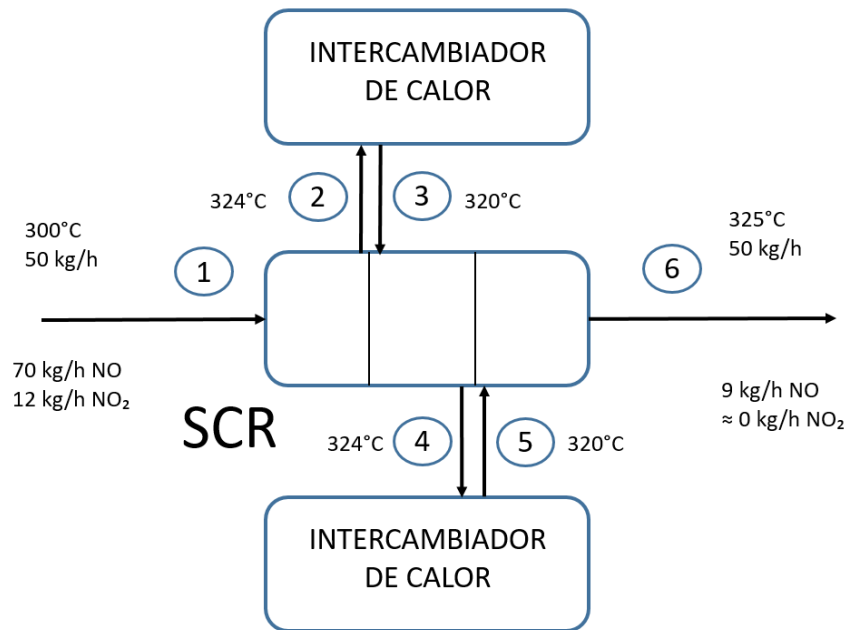 INTERCAMBIADOR
DE CALOR
324°C
2
3
320°C
300°C
50 kg/h
1
325°C
50 kg/h
6
70 kg/h NO
12 kg/h NO₂
SCR
9 kg/h NO
≈ 0 kg/h NO₂
324°C
4
5
320°C
INTERCAMBIADOR
DE CALOR